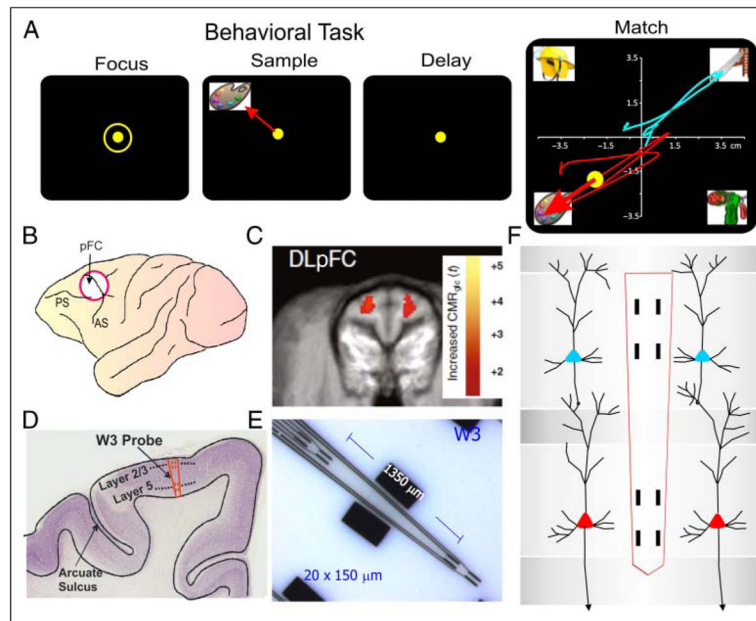 A
Behavioral Task
Focus
Sample
Delay
Match
3.5
1.5
-3.5
-1.5
1.5
3.5 cm
-1.5
-3.5
B
pFC
PS
AS
C
DLpFC
Increased CMRglc (t)
+5
+4
+3
+2
D
W3 Probe
Layer 2/3
Layer 5
Arcuate
Sulcus
E
W3
1350 μm
20 x 150 μm
F